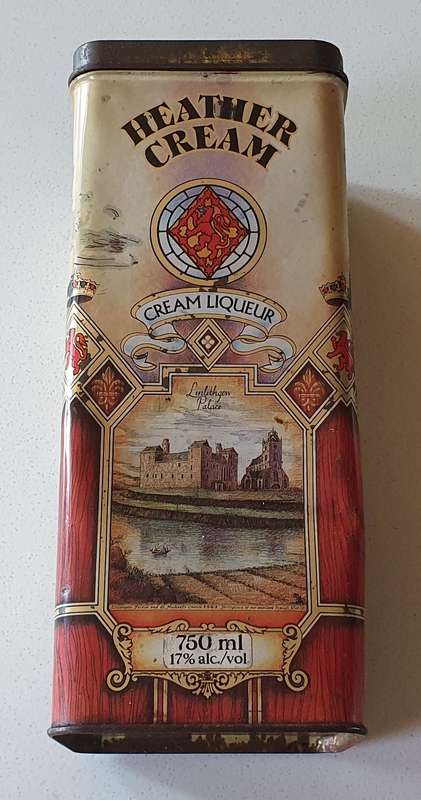 HEATHER
CREAM
CREAM LIQUEUR
Linlithgow
Palace
750 ml
17% alc./vol